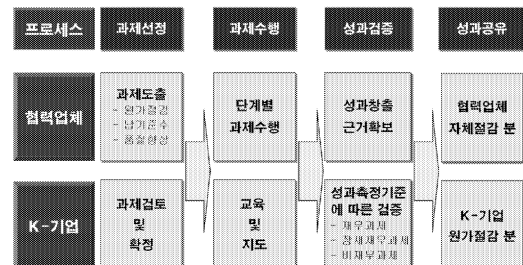 프로세스
과제선정
과제수행
성과검증
성과공유
협력업체
과제도출
- 원가절감
- 납기준수
- 품질향상
단계별
과제수행
성과창출
근거확보
협력업체
자체절감 분
K-기업
과제검토
및
확정
교육
및
지도
성과측정기준
에 따른 검증
- 재무과제
- 잠재재무과제
- 비재무과제
K-기업
원가절감 분